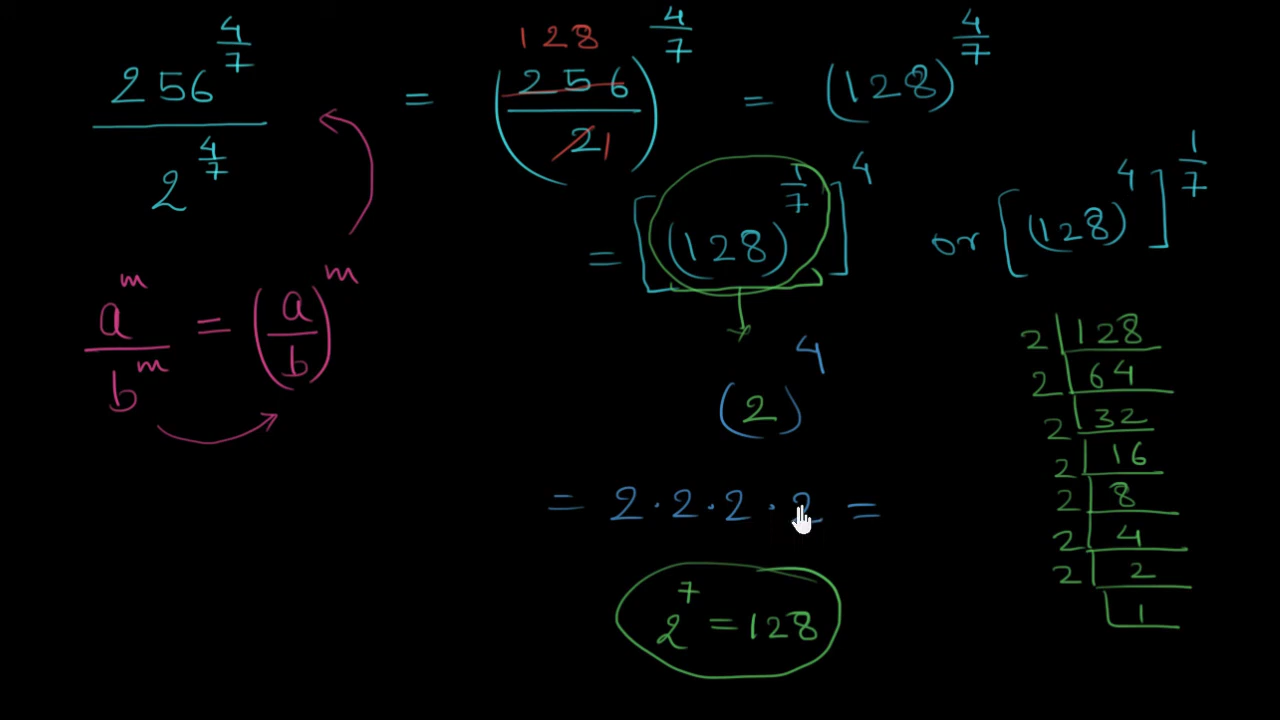 256^(4/7) / 2^(4/7) = (256/2)^(4/7) = (128)^(4/7)
128
1
= [(128)^(1/7)]^4 or [(128)^4]^(1/7)
a^m / b^m = (a/b)^m
(2)^4
= 2 · 2 · 2 · 2 =
2^7 = 128
2 | 128
2 | 64
2 | 32
2 | 16
2 | 8
2 | 4
2 | 2
1